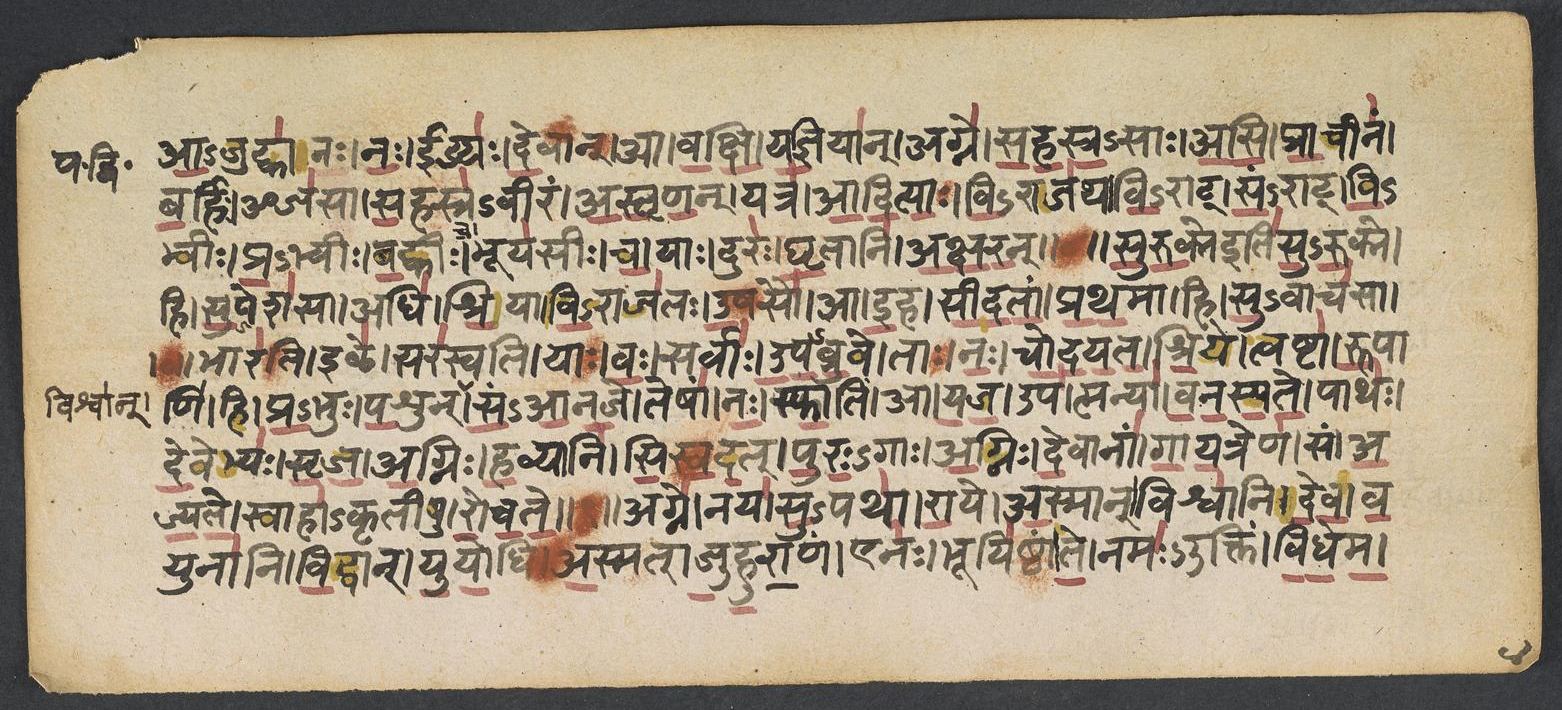 आऽजुह्वानः।नः।ईड्यः।देवान्।आ।वक्षि।यज्ञियान्।अग्ने।सहस्रऽसाः।असि।प्राचीनं।
प.द्वि॰
बर्हिः।ओजसा।सहस्रऽवीरं।अस्तृणन्।यत्र।आदित्याः।विऽराजथ।विऽराट्।संऽराट्।विऽ
भ्वीः।प्रऽभ्वीः।बह्वीः।च।भूयसीः।च।याः।दुरः।घृतानि।अक्षरन्॥ ॥सुरुक्मेइतिसुऽरुक्मे।
हि।सुपेशसा।अधि।श्रिया।विऽराजतः।उषसौ।आ।इह।सीदतां।प्रथमा।हि।सुऽवाचसा।
॥भारति।इळे।सरस्वति।याः।वः।सर्वाः।उपऽब्रुवे।ताः।नः।चोदयत।श्रिये।त्वष्टा।रूपा
णि।हि।प्रऽभुः।पशून्।संऽआनजे।तेषां।नः।स्फातिं।आ।यज।उप।त्मन्या।वनस्पते।पाथः।
विश्वान्।
देवेभ्यः।सृज।अग्निः।हव्यानि।सिस्वदत्।पुरःऽगाः।अग्निः।देवानां।गायत्रेण।सं।अ
ज्यते।स्वाहाऽकृतीषु।रोचते॥ ॥अग्ने।नय।सुऽपथा।राये।अस्मान्।विश्वानि।देव।व
युनानि।विद्वान्।युयोधि।अस्मत्।जुहुराणं।एनः।भूयिष्ठां।ते।नमःऽउक्तिं।विधेम।